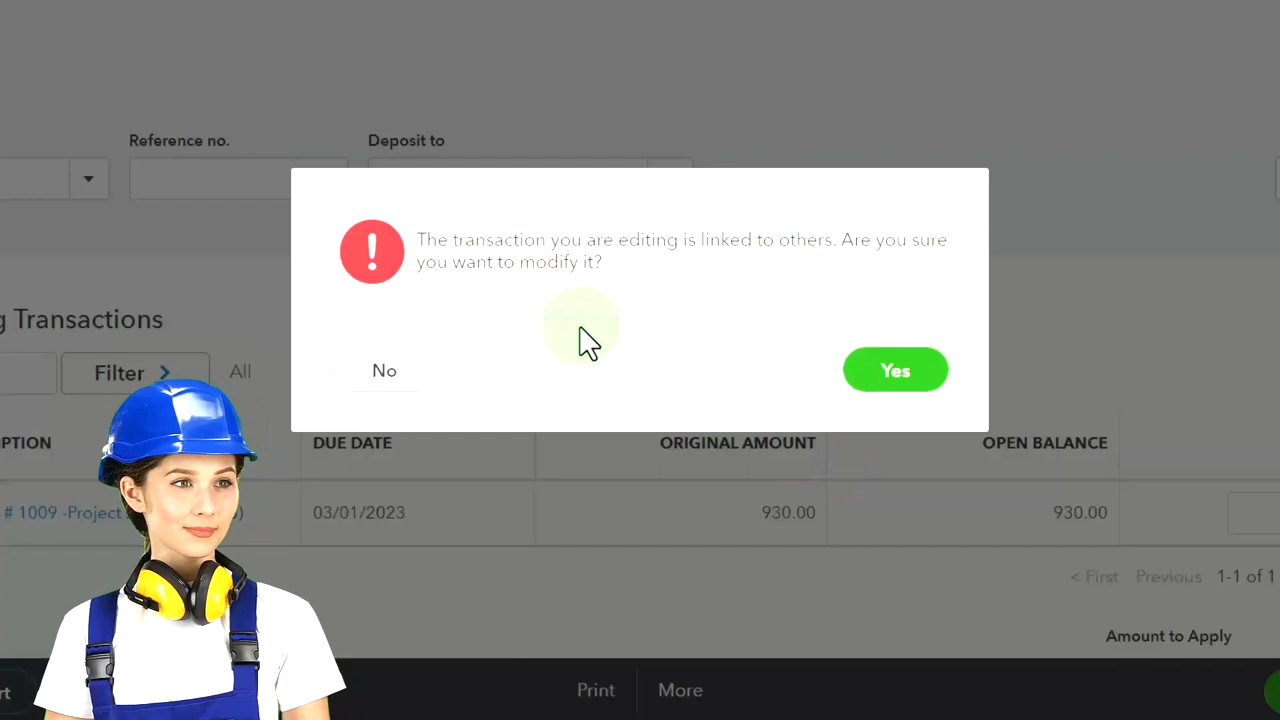 Reference no.
Deposit to
The transaction you are editing is linked to others. Are you sure
you want to modify it?
No
Yes
g Transactions
Filter
All
PTION
DUE DATE
ORIGINAL AMOUNT
OPEN BALANCE
# 1009 -Project
03/01/2023
930.00
930.00
< First
Previous
1-1 of 1
Amount to Apply
rt
Print
More